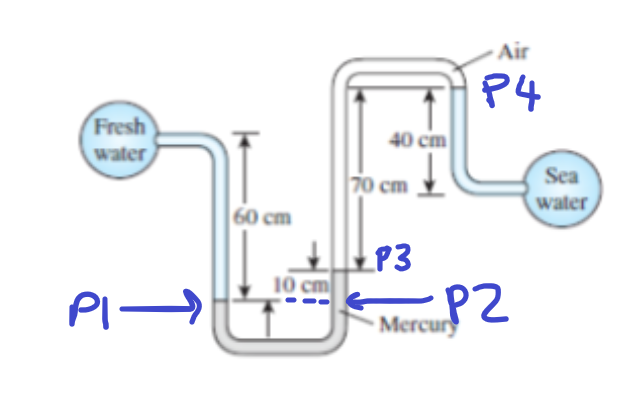 Air
P4
Fresh
water
40 cm
Sea
water
70 cm
60 cm
P3
10 cm
P1
P2
Mercury